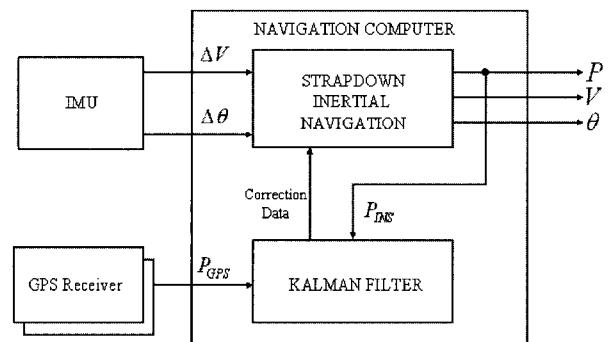 NAVIGATION COMPUTER
ΔV
STRAPDOWN
INERTIAL
NAVIGATION
P
V
θ
IMU
Δθ
Correction
Data
P_INS
P_GPS
GPS Receiver
KALMAN FILTER